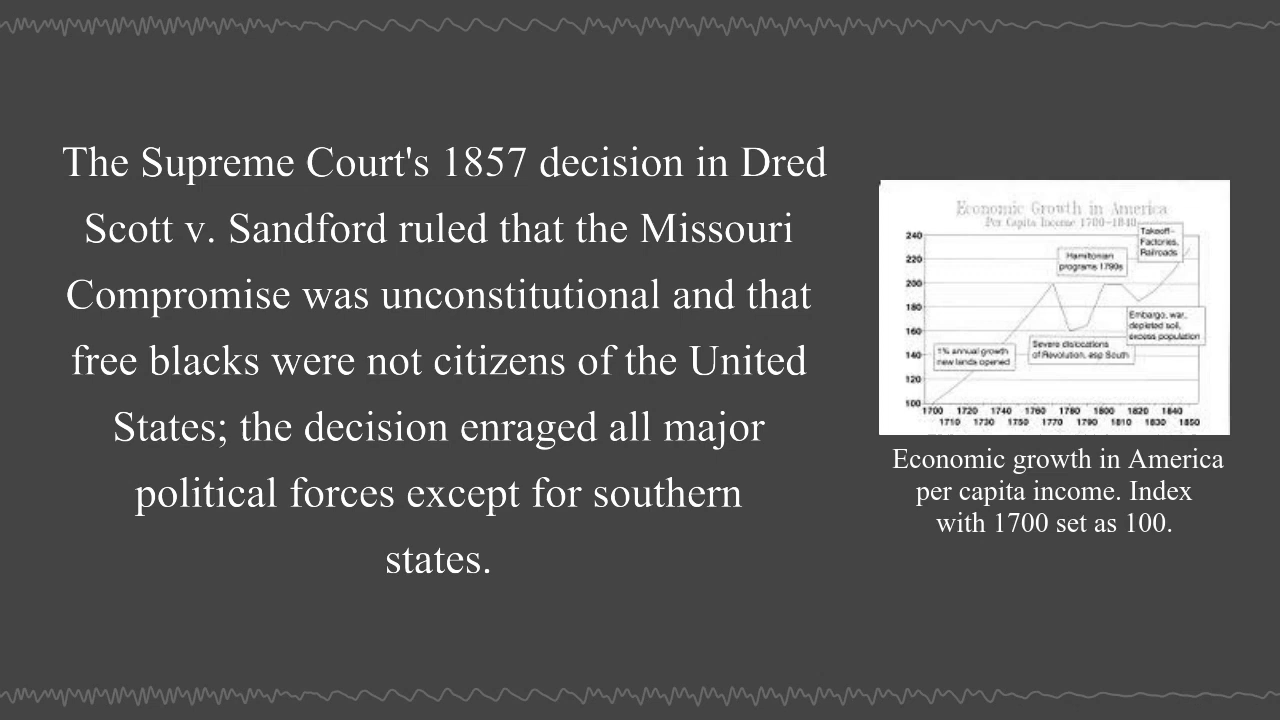 The Supreme Court's 1857 decision in Dred
Scott v. Sandford ruled that the Missouri
Compromise was unconstitutional and that
free blacks were not citizens of the United
States; the decision enraged all major
political forces except for southern
states.
Economic Growth in America
Per Capita Income 1700-1840
Takeoff-
Factories,
Railroads
Hamiltonian
programs 1790s
Embargo, war,
depleted soil,
excess population
Severe dislocations
of Revolution, esp South
1% annual growth
new lands opened
240
220
200
180
160
140
120
100
1700 1720 1740 1760 1780 1800 1820 1840
1710 1730 1750 1770 1790 1810 1830 1850
Economic growth in America
per capita income. Index
with 1700 set as 100.